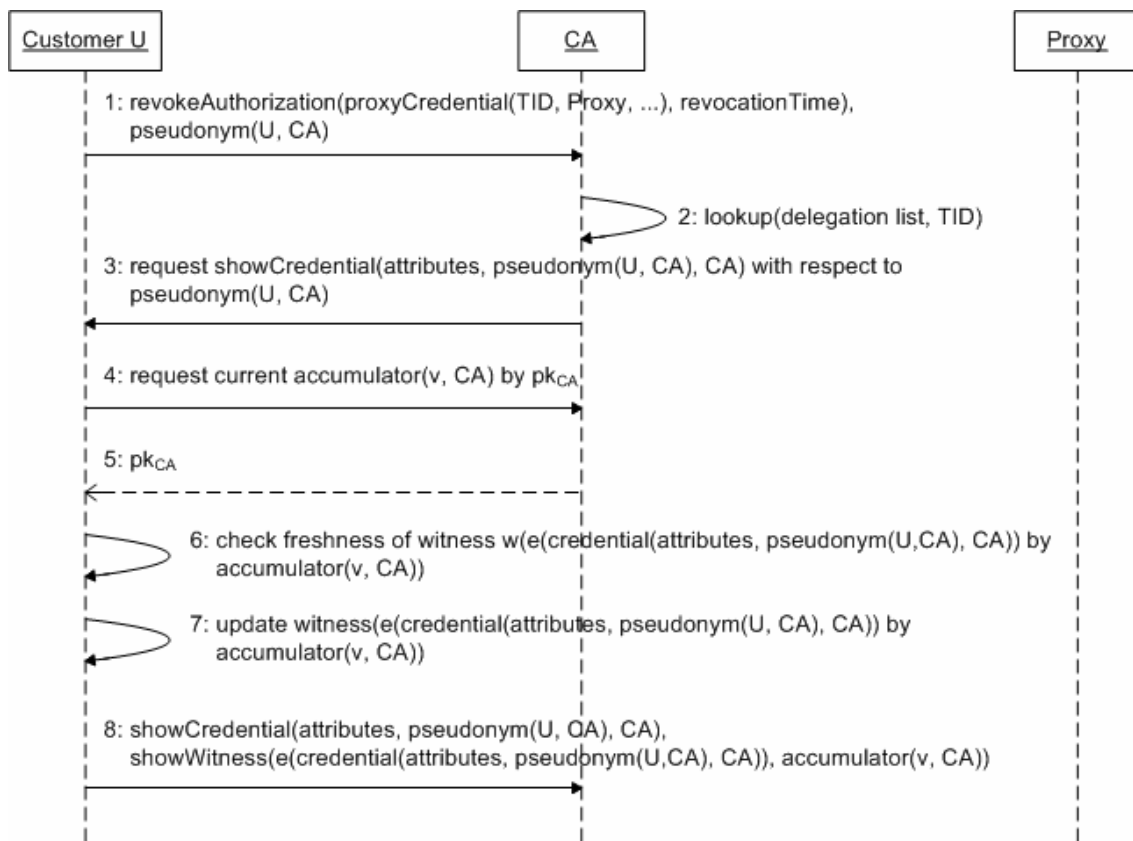 Customer U
CA
Proxy
1: revokeAuthorization(proxyCredential(TID, Proxy, ...), revocationTime),
pseudonym(U, CA)
2: lookup(delegation list, TID)
3: request showCredential(attributes, pseudonym(U, CA), CA) with respect to
pseudonym(U, CA)
4: request current accumulator(v, CA) by pkCA
5: pkCA
6: check freshness of witness w(e(credential(attributes, pseudonym(U,CA), CA)) by
accumulator(v, CA))
7: update witness(e(credential(attributes, pseudonym(U, CA), CA)) by
accumulator(v, CA))
8: showCredential(attributes, pseudonym(U, CA), CA),
showWitness(e(credential(attributes, pseudonym(U,CA), CA)), accumulator(v, CA))